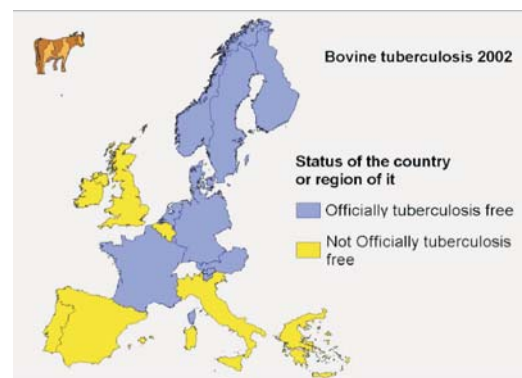 Bovine tuberculosis 2002
Status of the country
or region of it
Officially tuberculosis free
Not Officially tuberculosis
free